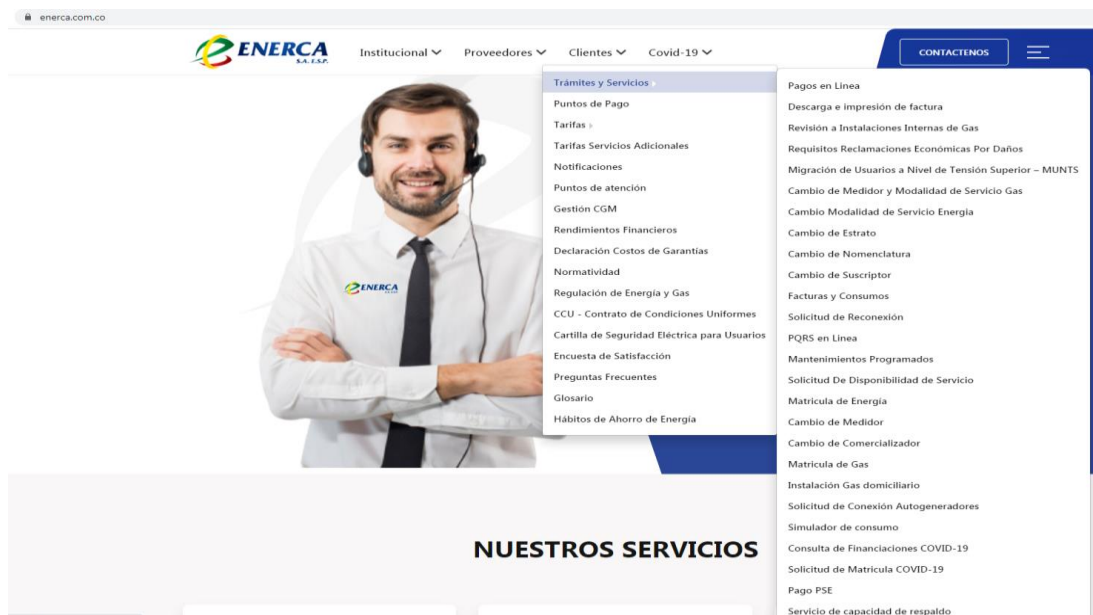 enerca.com.co
ENERCA
S.A. E.S.P.
Institucional
Proveedores
Clientes
Covid-19
CONTACTENOS
Trámites y Servicios
Puntos de Pago
Tarifas
Tarifas Servicios Adicionales
Notificaciones
Puntos de atención
Gestión CGM
Rendimientos Financieros
Declaración Costos de Garantías
Normatividad
Regulación de Energía y Gas
CCU - Contrato de Condiciones Uniformes
Cartilla de Seguridad Eléctrica para Usuarios
Encuesta de Satisfacción
Preguntas Frecuentes
Glosario
Hábitos de Ahorro de Energía
Pagos en Linea
Descarga e impresión de factura
Revisión a Instalaciones Internas de Gas
Requisitos Reclamaciones Económicas Por Daños
Migración de Usuarios a Nivel de Tensión Superior – MUNTS
Cambio de Medidor y Modalidad de Servicio Gas
Cambio Modalidad de Servicio Energia
Cambio de Estrato
Cambio de Nomenclatura
Cambio de Suscriptor
Facturas y Consumos
Solicitud de Reconexión
PQRS en Linea
Mantenimientos Programados
Solicitud De Disponibilidad de Servicio
Matricula de Energía
Cambio de Medidor
Cambio de Comercializador
Matricula de Gas
Instalación Gas domiciliario
Solicitud de Conexión Autogeneradores
Simulador de consumo
Consulta de Financiaciones COVID-19
Solicitud de Matricula COVID-19
Pago PSE
Servicio de capacidad de respaldo
ENERCA
NUESTROS SERVICIOS